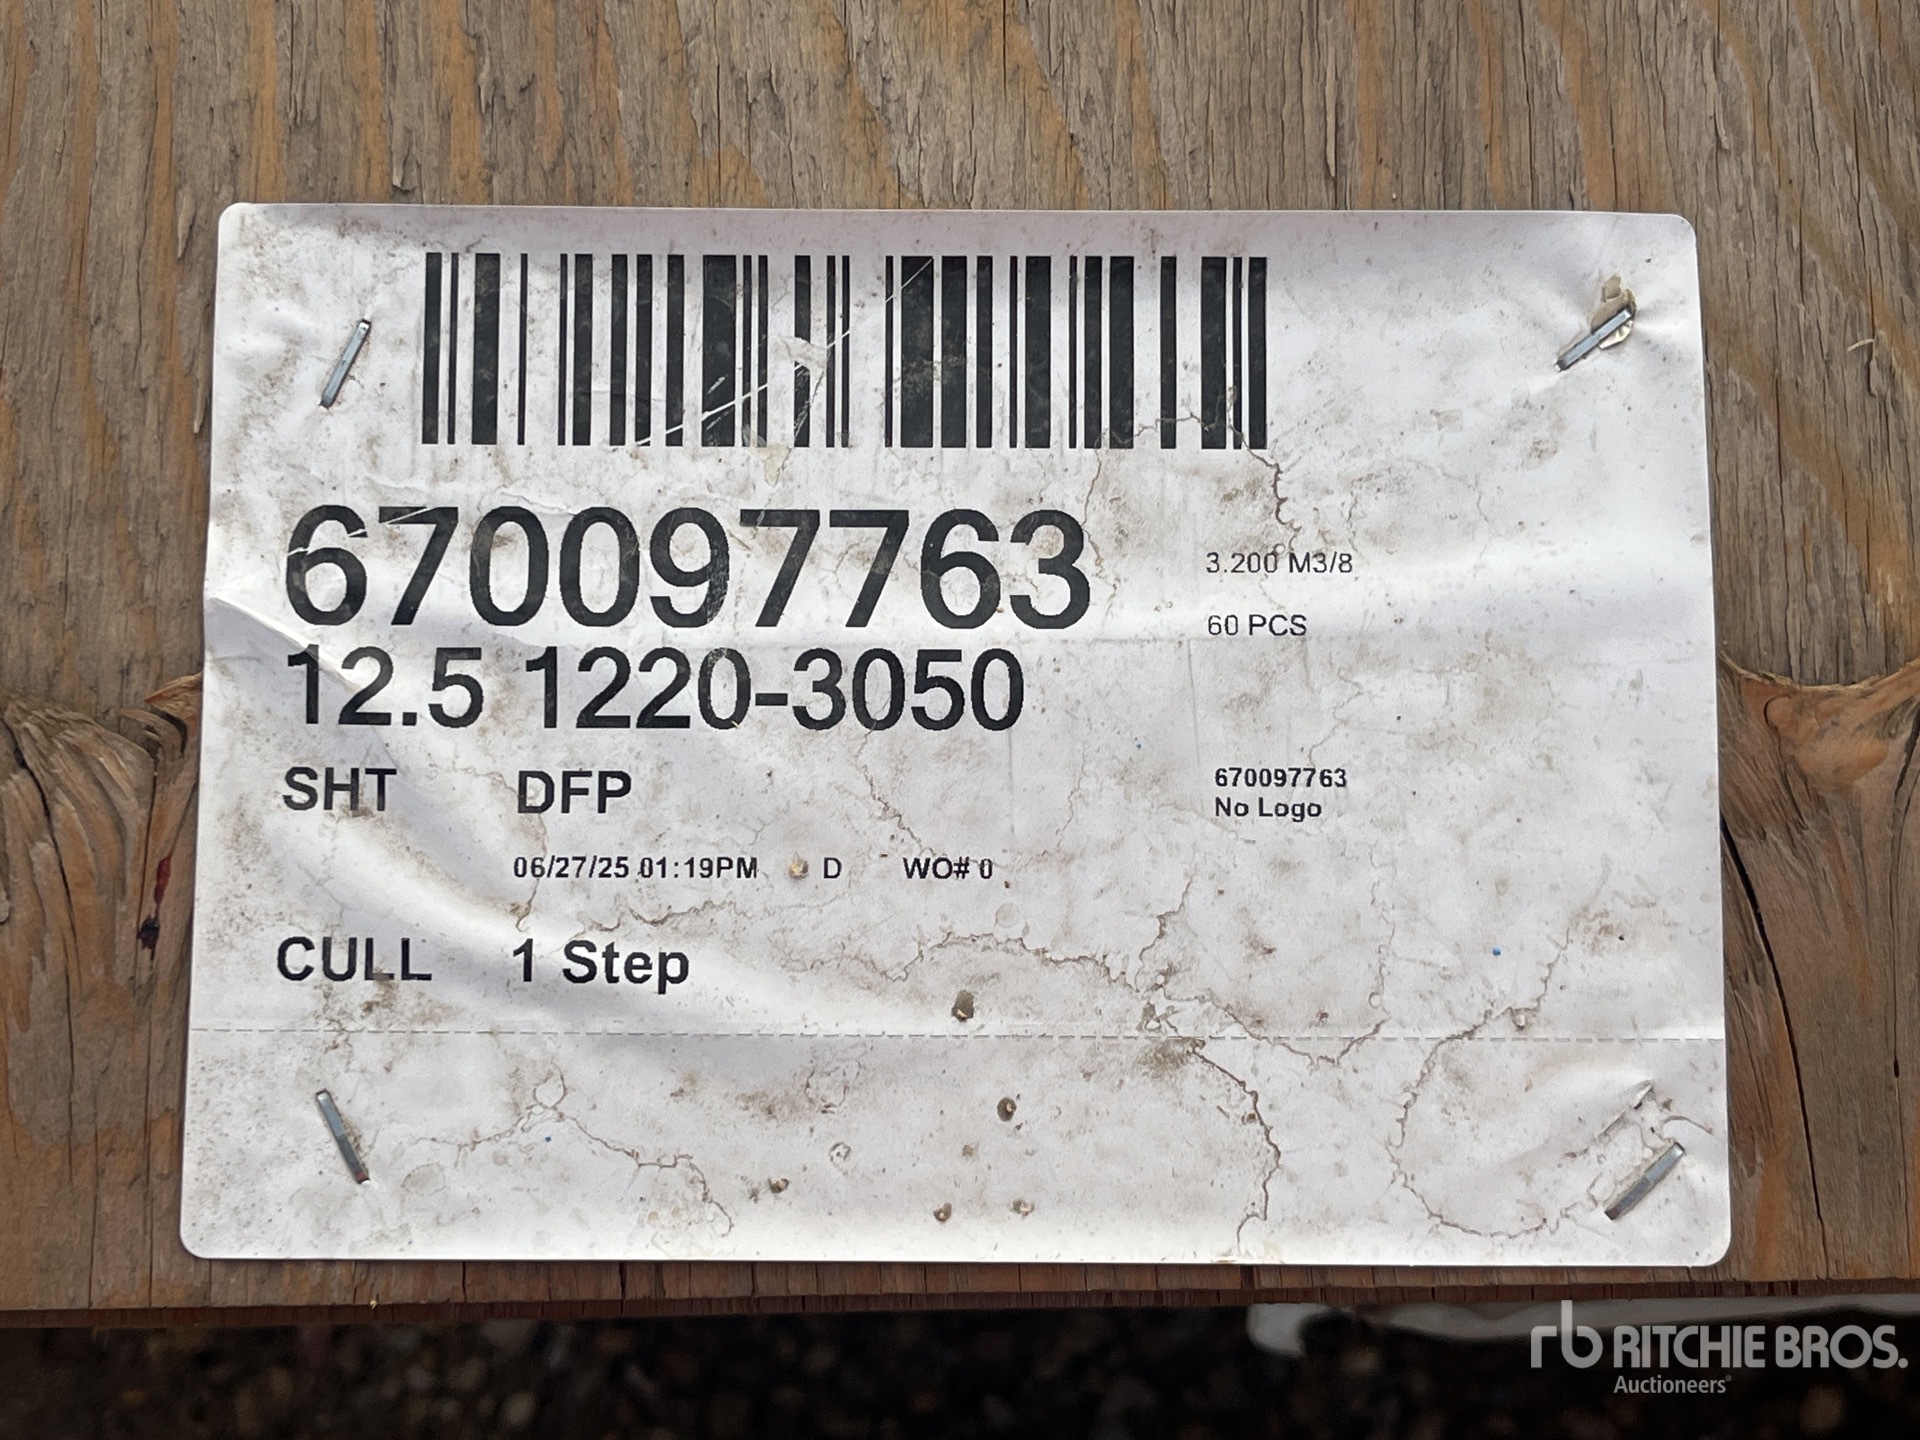 670097763
3.200 M3/8
60 PCS
12.5 1220-3050
SHT DFP
670097763
No Logo
06/27/25 01:19PM D WO# 0
CULL 1 Step
rb RITCHIE BROS.
Auctioneers®